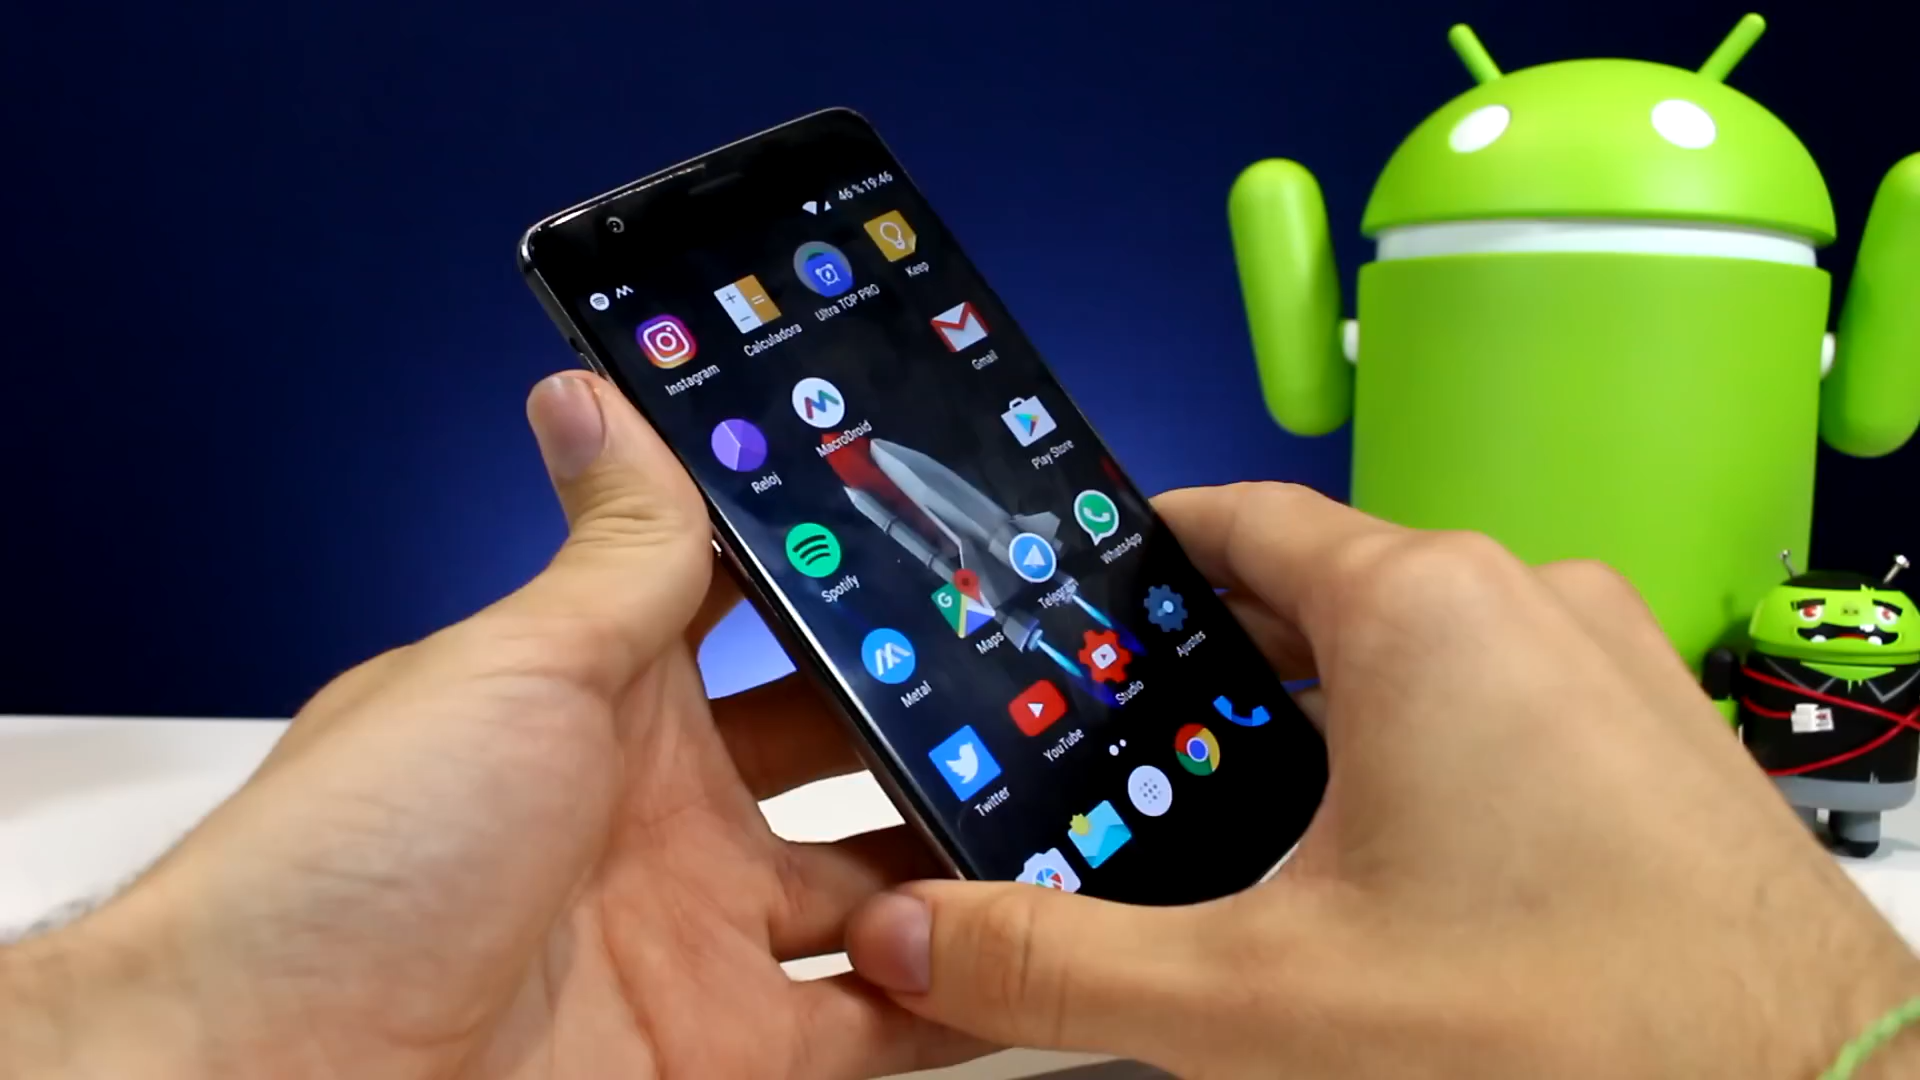 46 % 19:46
Instagram
Calculadora
Ultra TOP PRO
Keep
Reloj
MacroDroid
Gmail
Spotify
Play Store
Metal
Maps
Telegram
WhatsApp
Twitter
YouTube
Studio
Ajustes